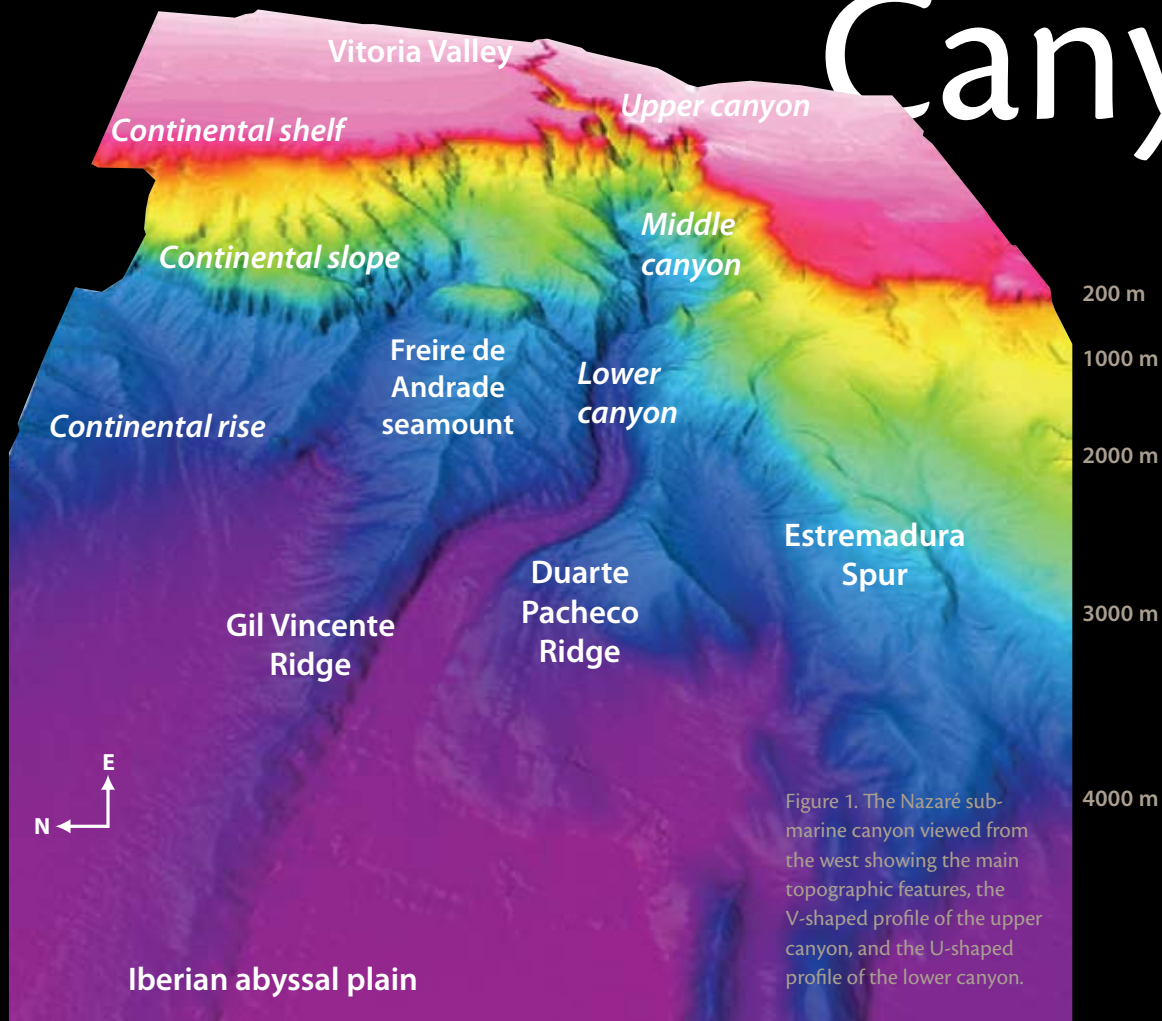 Cany
Vitoria Valley
Upper canyon
Continental shelf
Middle
canyon
Continental slope
200 m
1000 m
Freire de
Andrade
seamount
Lower
canyon
Continental rise
2000 m
Estremadura
Spur
Duarte
Pacheco
Ridge
3000 m
Gil Vincente
Ridge
E
N
4000 m
Figure 1. The Nazaré sub-
marine canyon viewed from
the west showing the main
topographic features, the
V-shaped profile of the upper
canyon, and the U-shaped
profile of the lower canyon.
Iberian abyssal plain